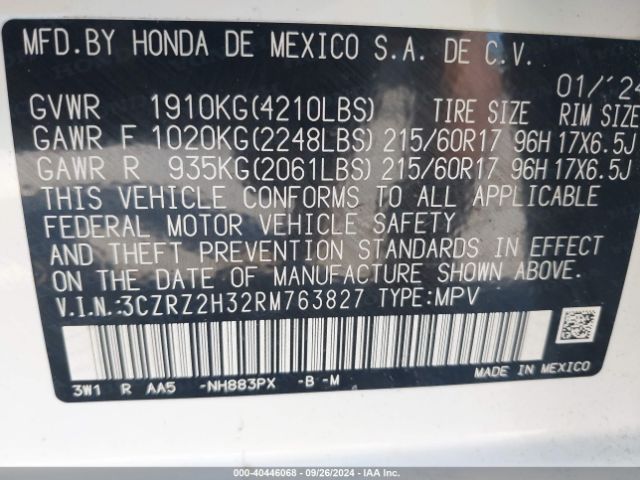 MFD.BY HONDA DE MEXICO S.A. DE C.V.
01/'24
GVWR 1910KG(4210LBS) TIRE SIZE RIM SIZE
GAWR F 1020KG(2248LBS) 215/60R17 96H 17X6.5J
GAWR R 935KG(2061LBS) 215/60R17 96H 17X6.5J
THIS VEHICLE CONFORMS TO ALL APPLICABLE
FEDERAL MOTOR VEHICLE SAFETY
AND THEFT PREVENTION STANDARDS IN EFFECT
ON THE DATE OF MANUFACTURE SHOWN ABOVE.
V.I.N.:3CZRZ2H32RM763827 TYPE:MPV
3W1 R AA5 -NH883PX -B -M MADE IN MEXICO
000-40446068 - 09/26/2024 - IAAI.COM